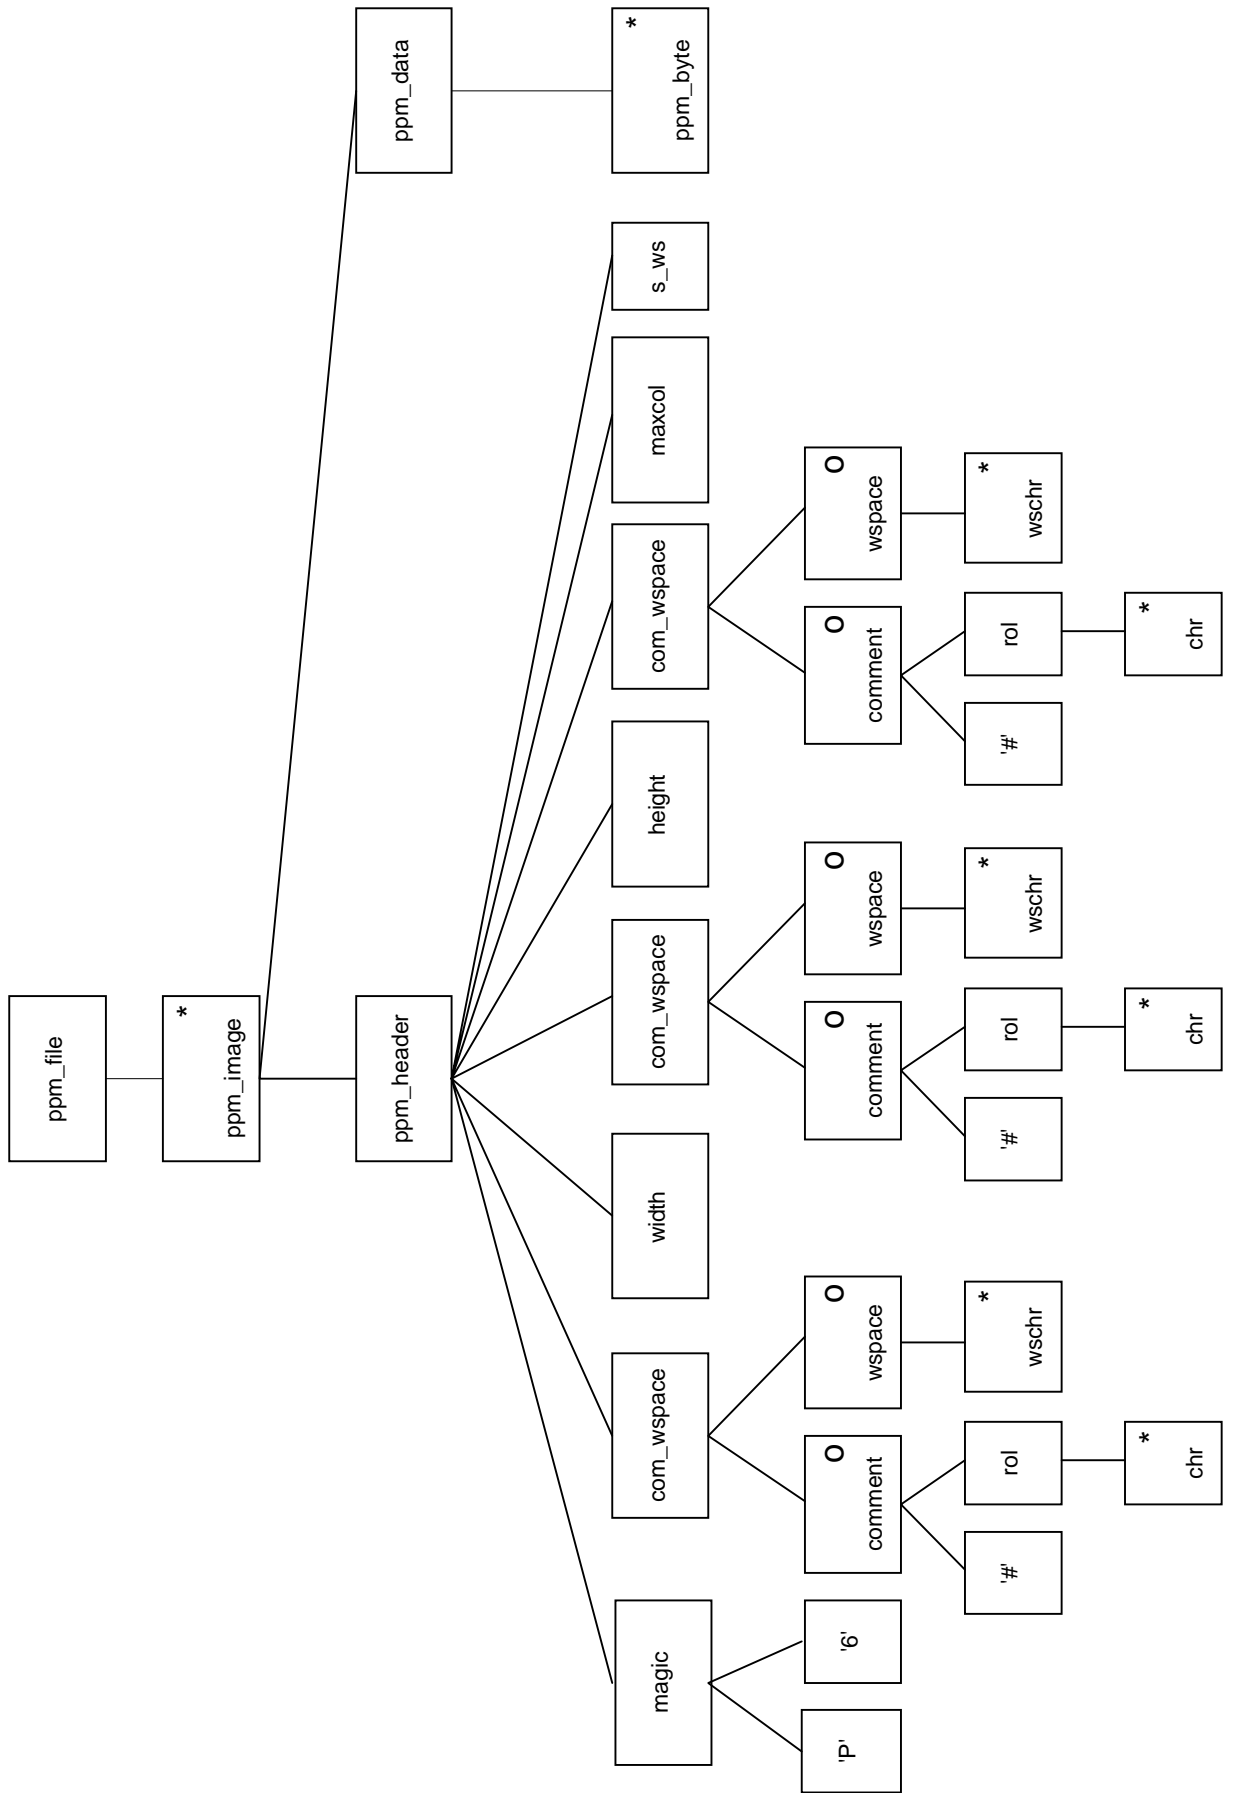 ppm_file
*
ppm_image
ppm_header
ppm_data
magic
com_wspace
width
com_wspace
height
com_wspace
maxcol
s_ws
*
ppm_byte
'P'
'6'
O
comment
O
wspace
O
comment
O
wspace
O
comment
O
wspace
'#'
rol
*
wschr
'#'
rol
*
wschr
'#'
rol
*
wschr
*
chr
*
chr
*
chr